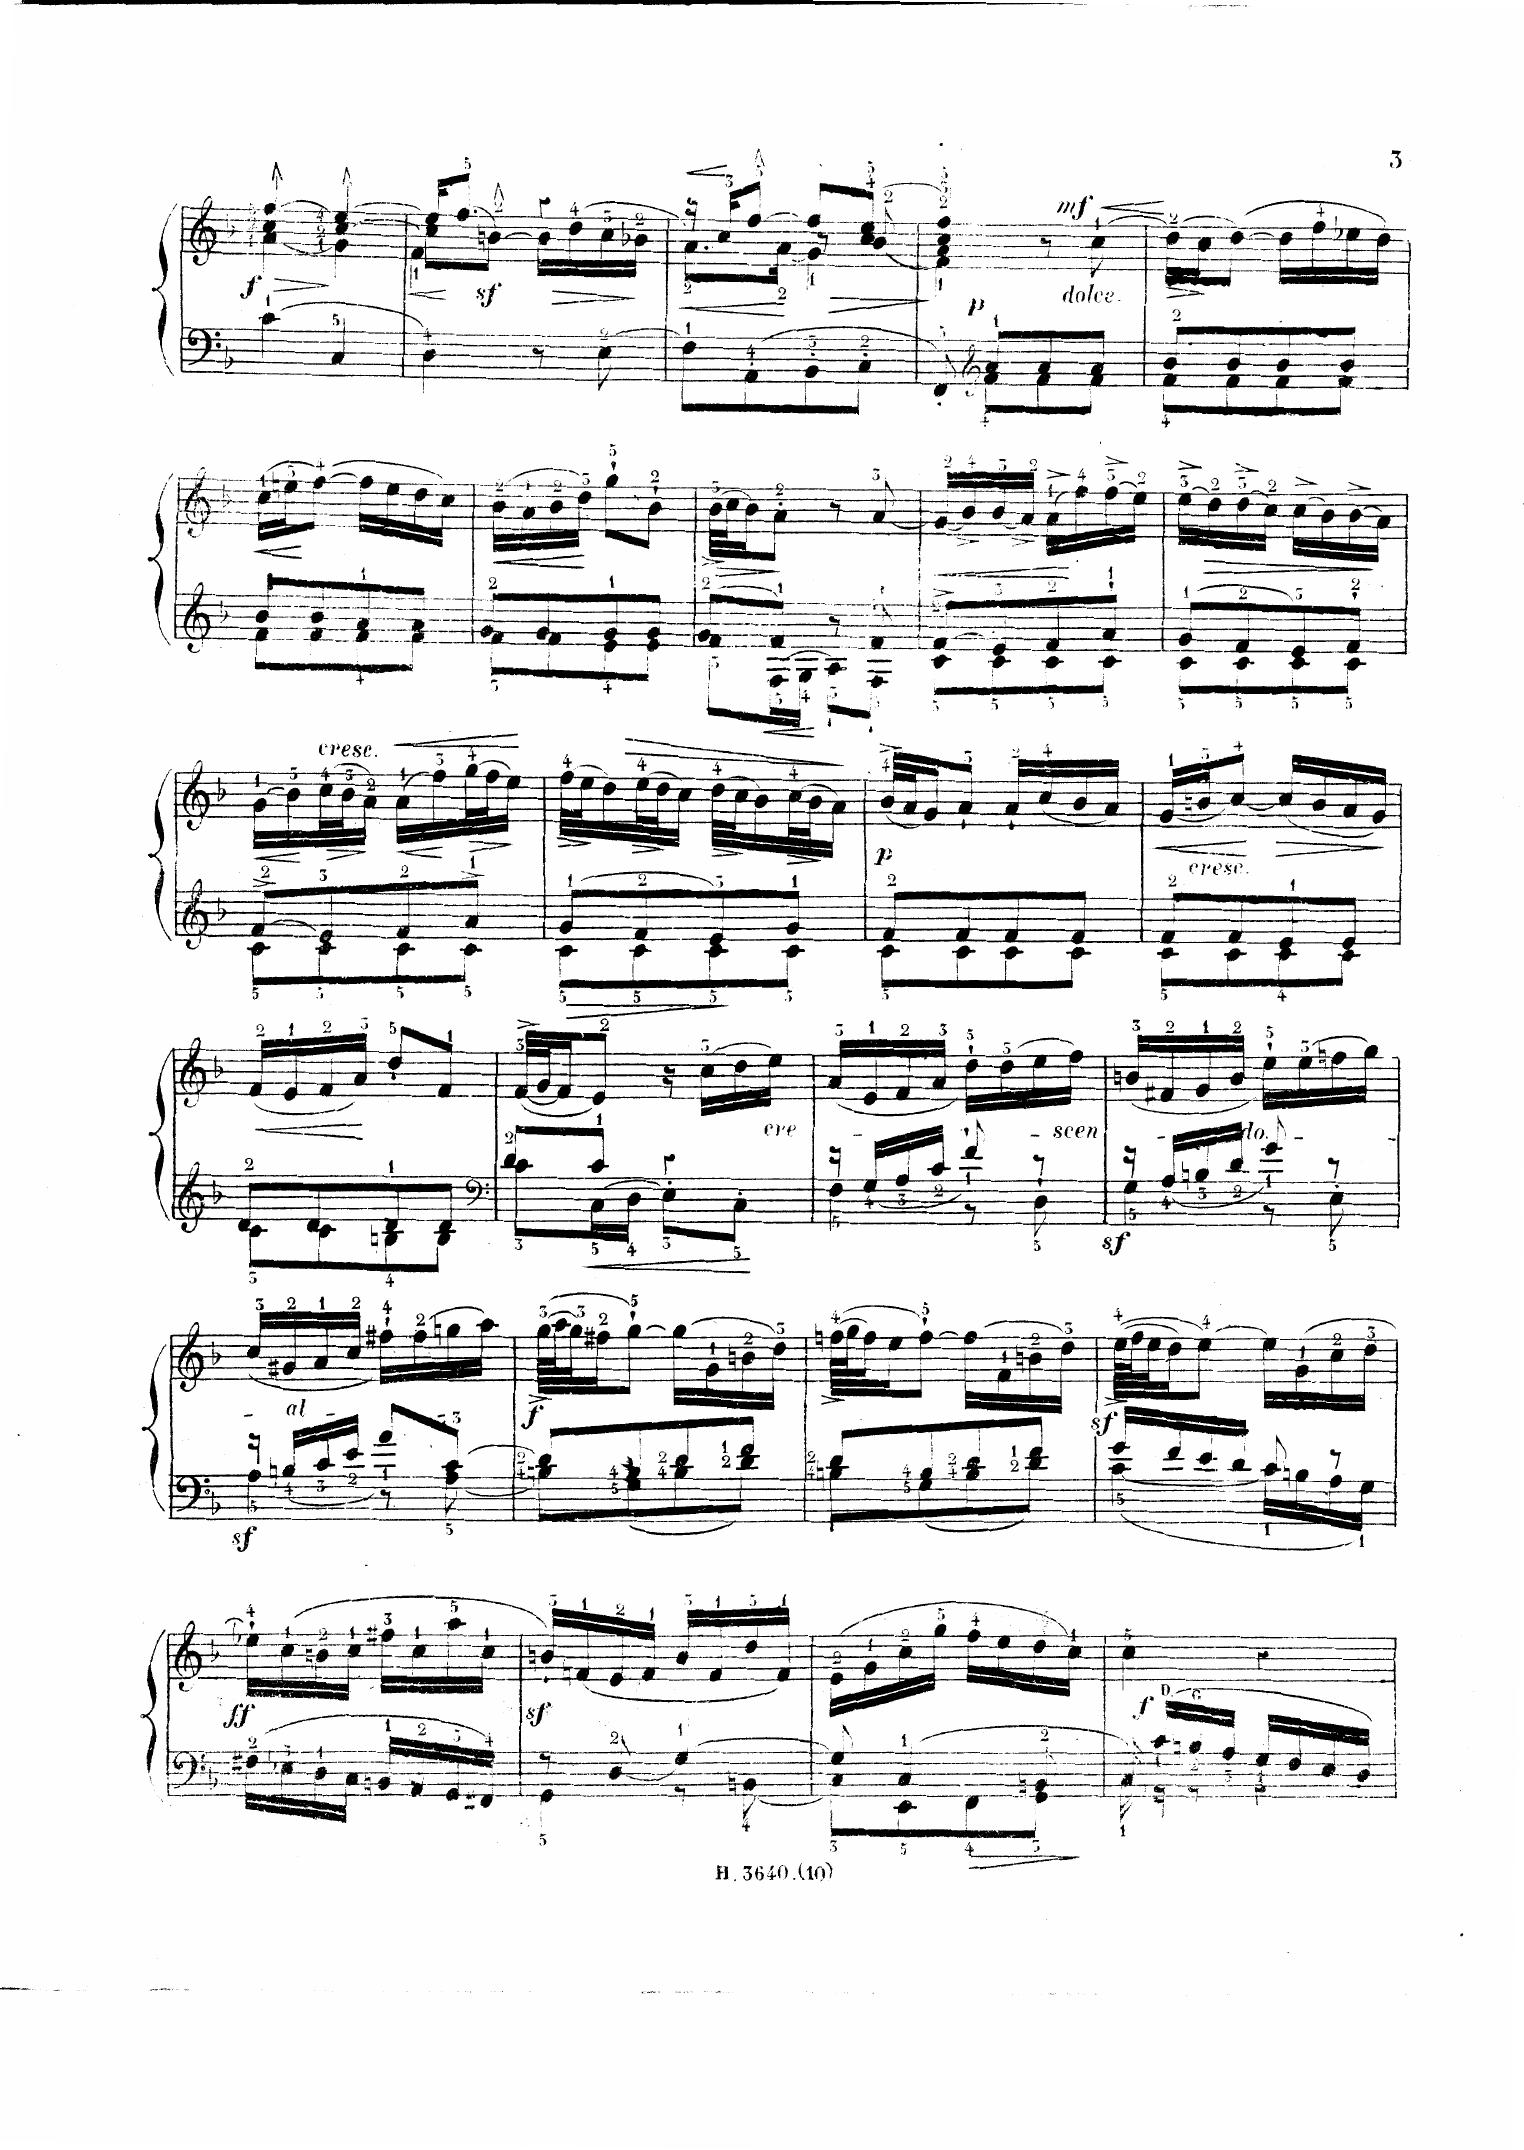 3
mf
f
sf
p
dolce.
cresc.
p
cresc.
cre
scen
do.
sf
al
f
sf
sf
ff
sf
f
D.
G
H. 3640.(10)